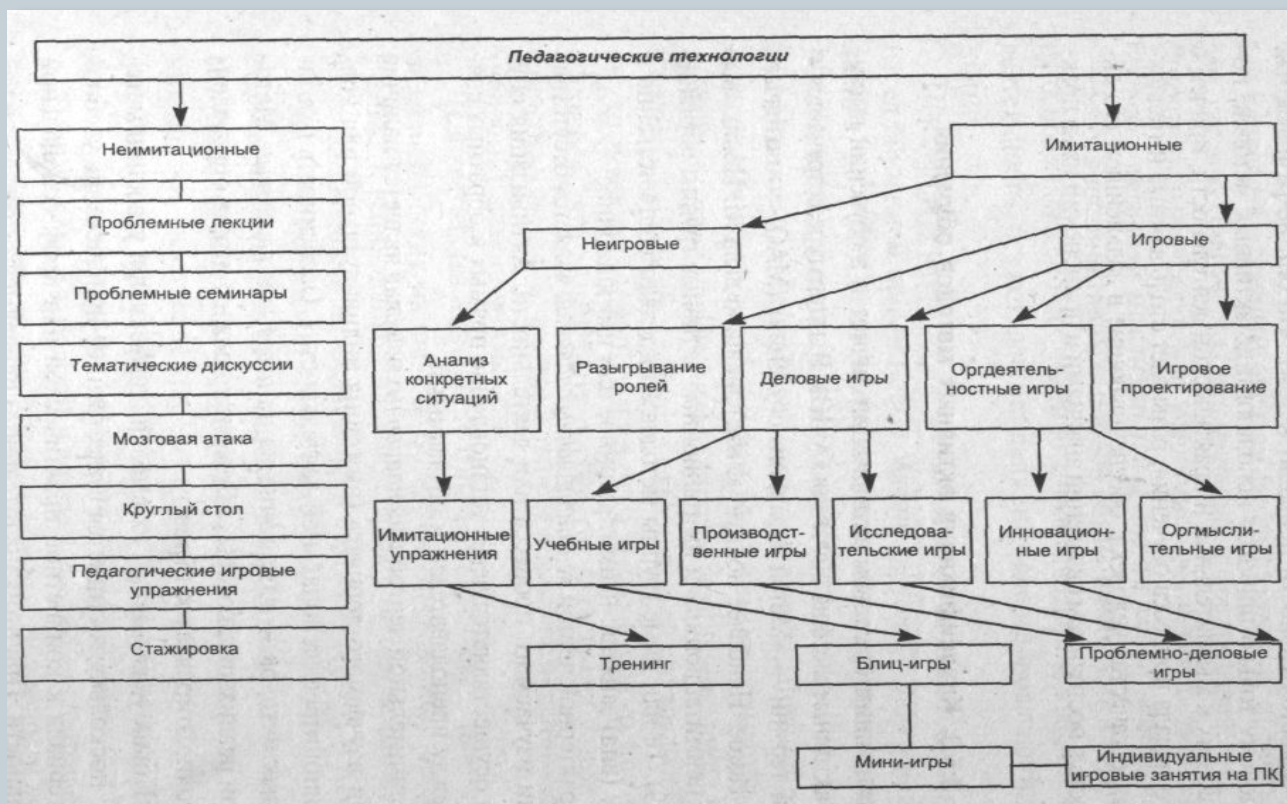 Педагогические технологии
Неимитационные
Имитационные
Проблемные лекции
Неигровые
Игровые
Проблемные семинары
Тематические дискуссии
Анализ
конкретных
ситуаций
Разыгрывание
ролей
Деловые игры
Оргдеятель-
ностные игры
Игровое
проектирование
Мозговая атака
Круглый стол
Имитационные
упражнения
Учебные игры
Производст-
венные игры
Исследова-
тельские игры
Инновацион-
ные игры
Оргмысли-
тельные игры
Педагогические игровые
упражнения
Стажировка
Тренинг
Блиц-игры
Проблемно-деловые
игры
Мини-игры
Индивидуальные
игровые занятия на ПК